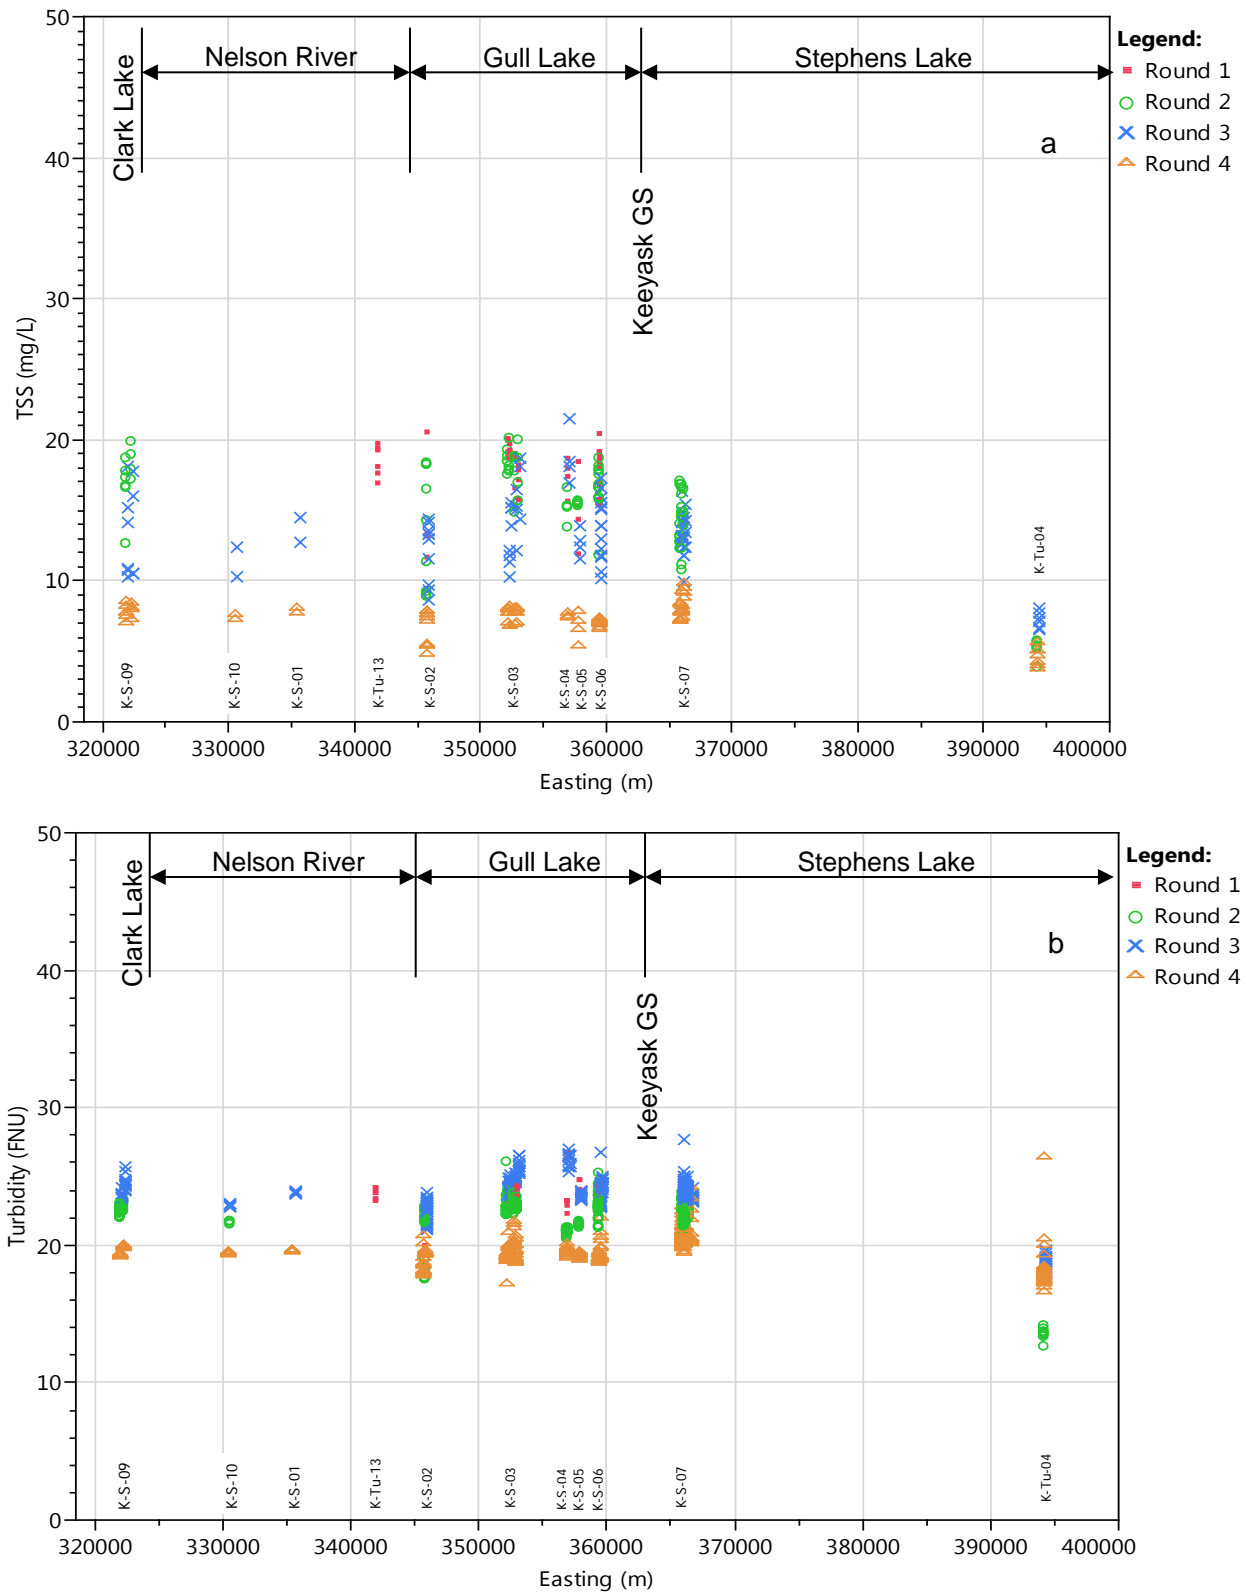 50
40
30
20
10
0
TSS (mg/L)
Clark Lake
Nelson River
Gull Lake
Stephens Lake
Keeyask GS
a
Legend:
Round 1
Round 2
Round 3
Round 4
K-S-09
K-S-10
K-S-01
K-Tu-13
K-S-02
K-S-03
K-S-04
K-S-05
K-S-06
K-S-07
K-Tu-04
320000 330000 340000 350000 360000 370000 380000 390000 400000
Easting (m)
50
40
30
20
10
0
Turbidity (FNU)
Clark Lake
Nelson River
Gull Lake
Stephens Lake
Keeyask GS
b
Legend:
Round 1
Round 2
Round 3
Round 4
K-S-09
K-S-10
K-S-01
K-Tu-13
K-S-02
K-S-03
K-S-04
K-S-05
K-S-06
K-S-07
K-Tu-04
320000 330000 340000 350000 360000 370000 380000 390000 400000
Easting (m)